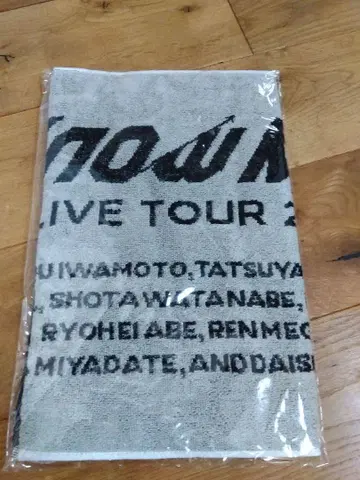 now M
LIVE TOUR 2
U IWAMOTO, TATSUYA
, SHOTA WATANABE,
RYOHEI ABE, REN MEG
MIYADATE, AND DAIS